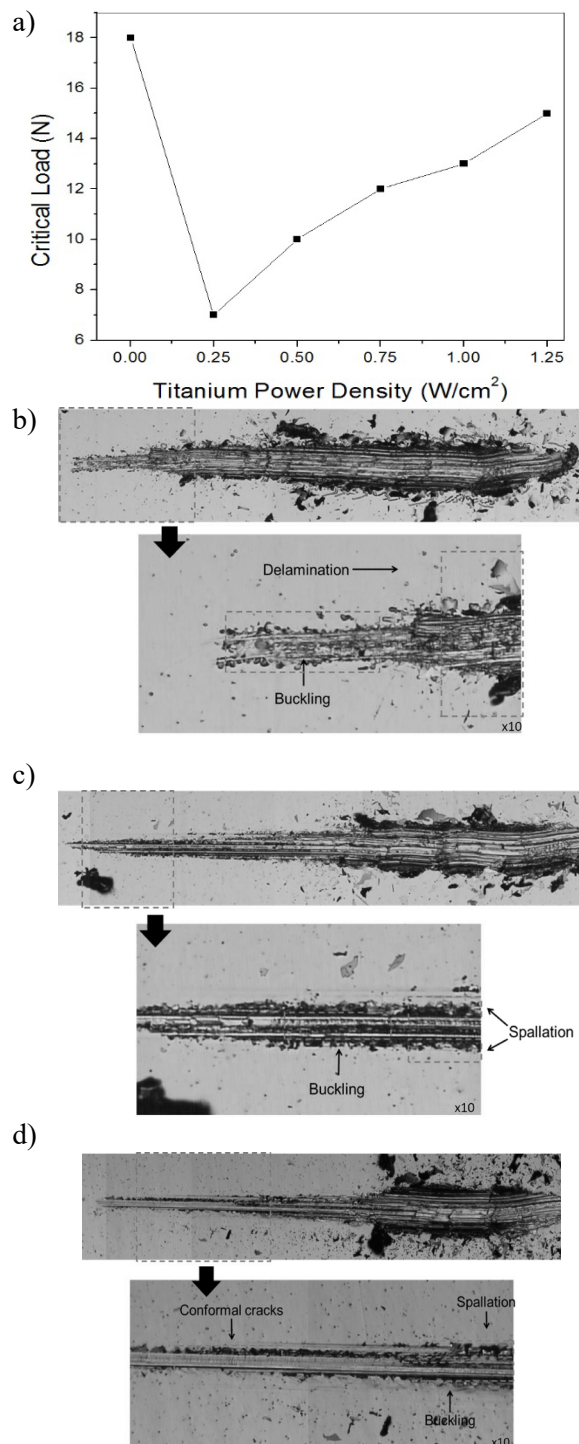 a)
18
16
14
12
10
8
6
Critical Load (N)
0.00 0.25 0.50 0.75 1.00 1.25
Titanium Power Density (W/cm²)
b)
Delamination
Buckling
x10
c)
Spallation
Buckling
x10
d)
Conformal cracks
Spallation
Buckling
x10